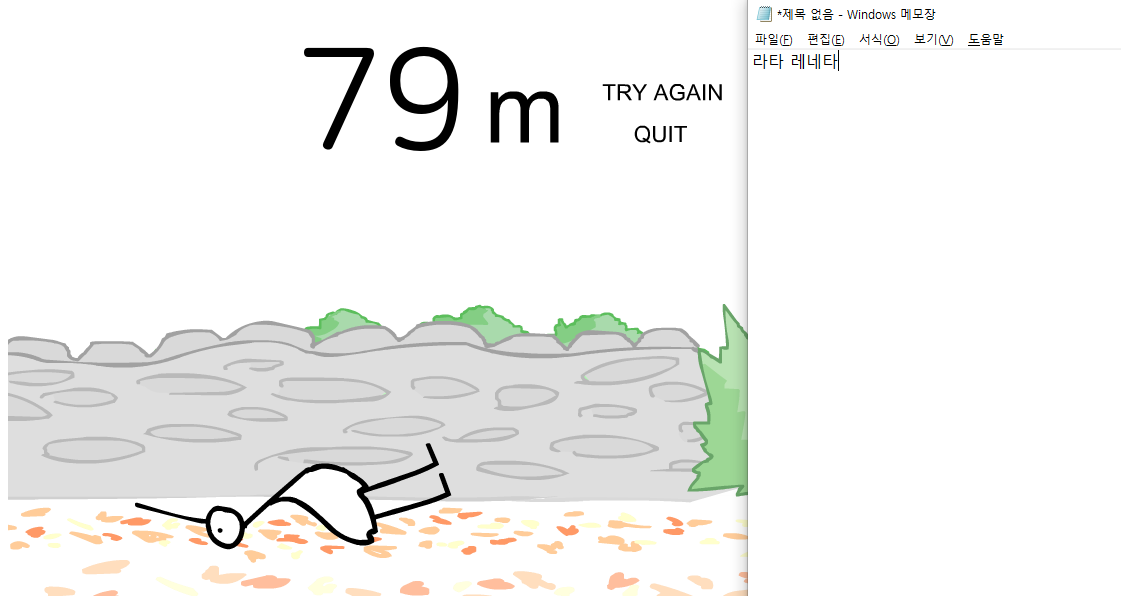 79 m
TRY AGAIN
QUIT
*제목 없음 - Windows 메모장
파일(F) 편집(E) 서식(O) 보기(V) 도움말
라타 레네타